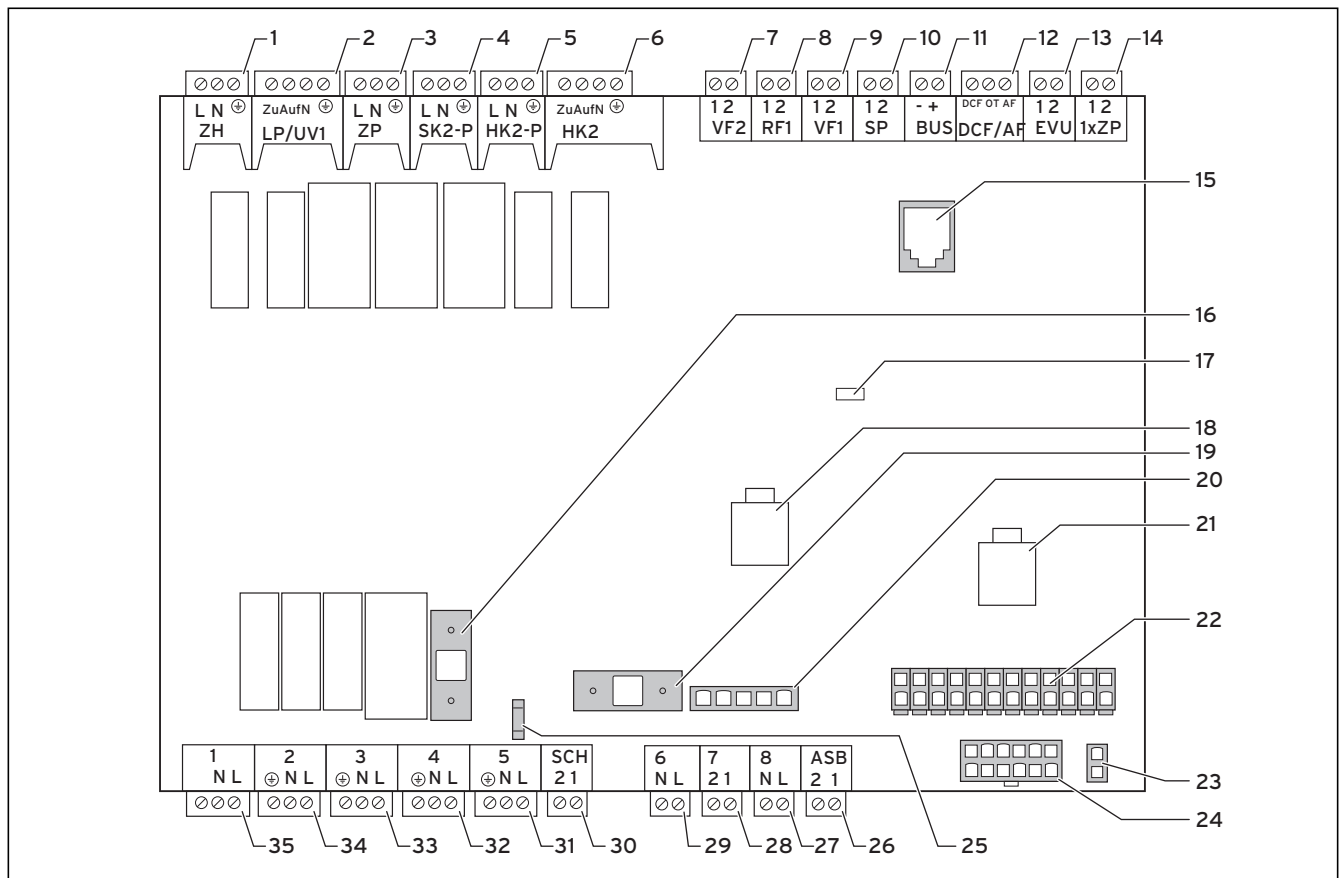 1 2 3 4 5 6 7 8 9 10 11 12 13 14
L N ZuAufN L N L N L N ZuAufN 1 2 1 2 1 2 1 2 - + DCF OT AF 1 2 1 2
ZH LP/UV1 ZP SK2-P HK2-P HK2 VF2 RF1 VF1 SP BUS DCF/AF EVU 1xZP
15
16
17
18
19
20
21
22
1 2 3 4 5 SCH 6 7 8 ASB
N L N L N L N L N L 2 1 N L 2 1 N L 2 1
23
24
35 34 33 32 31 30 29 28 27 26 25